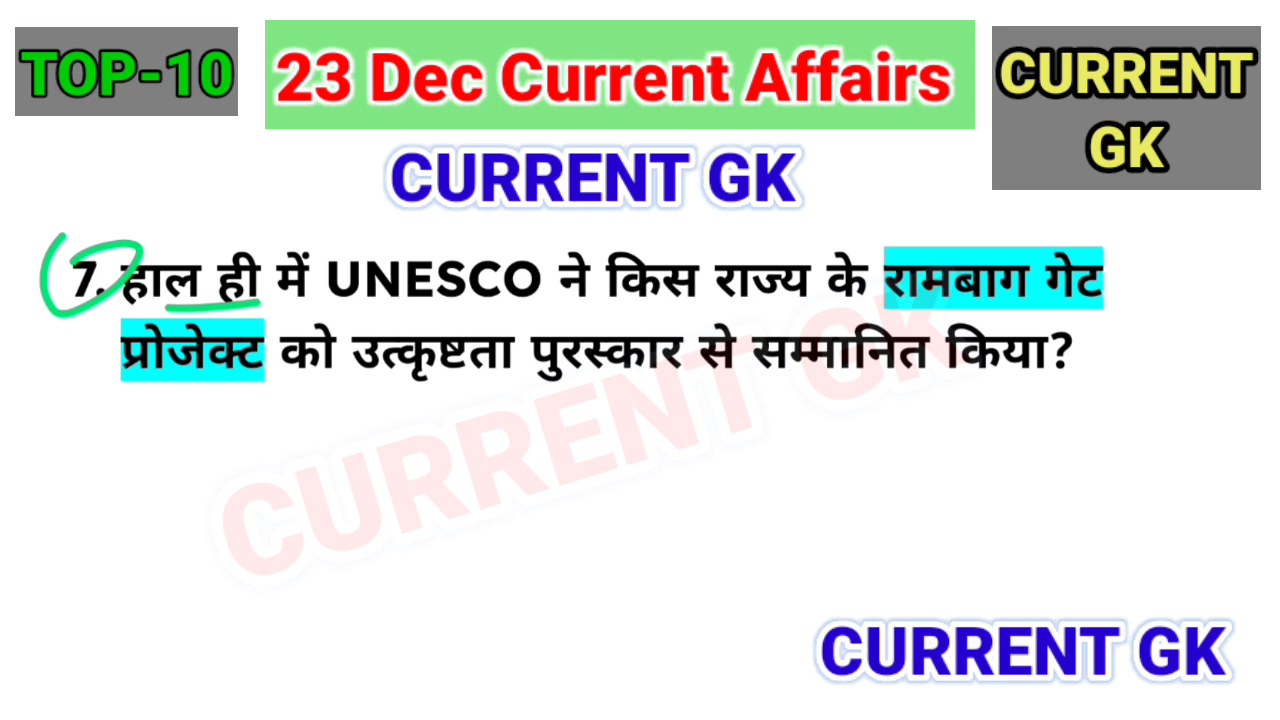 TOP-10
23 Dec Current Affairs
CURRENT
GK
CURRENT GK
7. हाल ही में UNESCO ने किस राज्य के रामबाग गेट
प्रोजेक्ट को उत्कृष्टता पुरस्कार से सम्मानित किया?
CURRENT GK
CURRENT GK